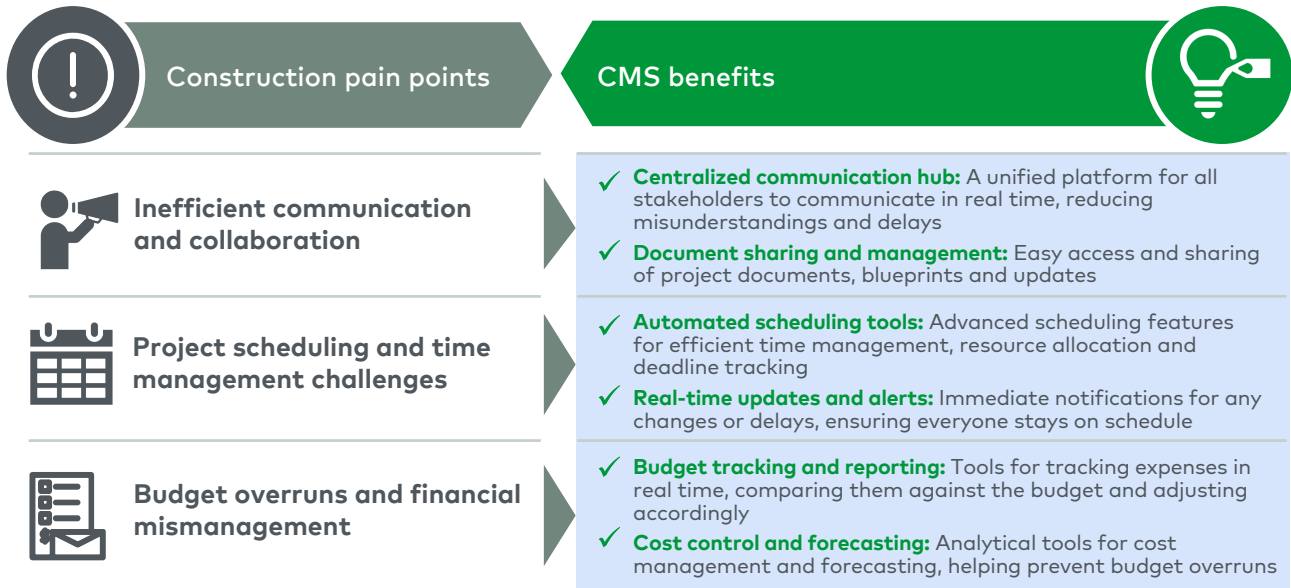 Construction pain points
CMS benefits
Inefficient communication
and collaboration
Centralized communication hub: A unified platform for all
stakeholders to communicate in real time, reducing
misunderstandings and delays
Document sharing and management: Easy access and sharing
of project documents, blueprints and updates
Project scheduling and time
management challenges
Automated scheduling tools: Advanced scheduling features
for efficient time management, resource allocation and
deadline tracking
Real-time updates and alerts: Immediate notifications for any
changes or delays, ensuring everyone stays on schedule
Budget overruns and financial
mismanagement
Budget tracking and reporting: Tools for tracking expenses in
real time, comparing them against the budget and adjusting
accordingly
Cost control and forecasting: Analytical tools for cost
management and forecasting, helping prevent budget overruns